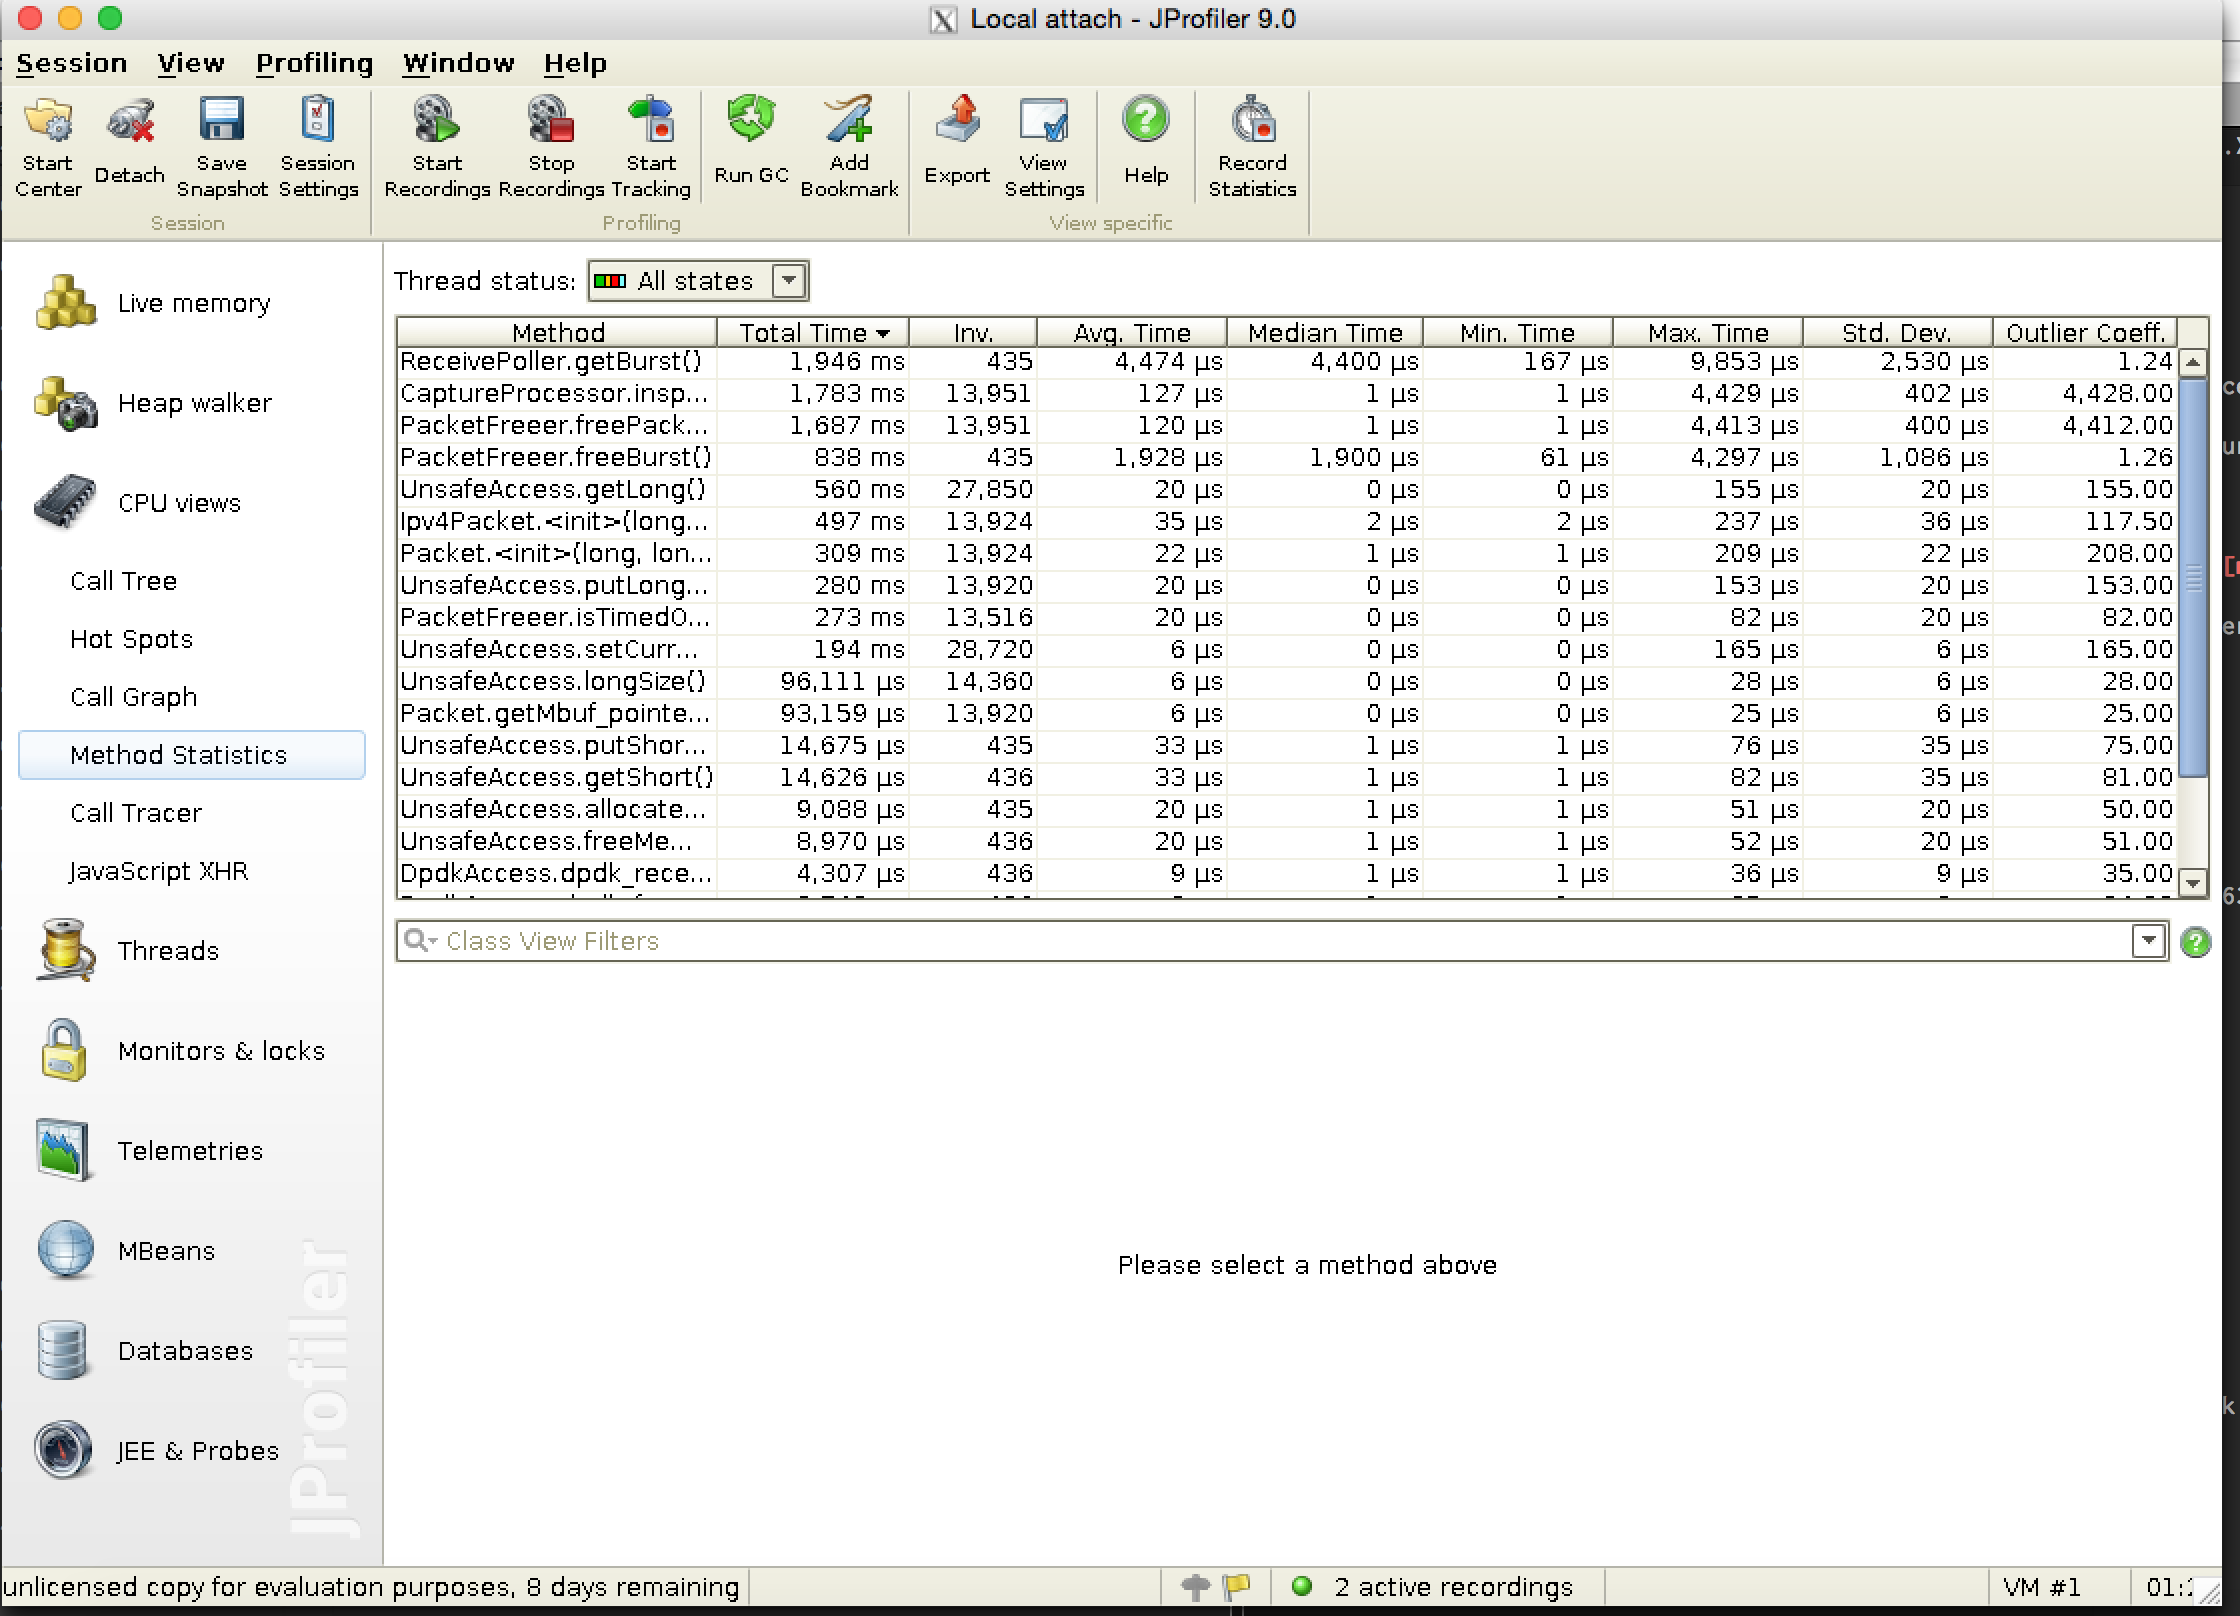 Local attach - JProfiler 9.0
Session View Profiling Window Help
Start Center
Detach
Save Snapshot
Session Settings
Start Recordings
Stop Recordings
Start Tracking
Run GC
Add Bookmark
Export
View Settings
Help
Record Statistics
Session
Profiling
View specific
Live memory
Heap walker
CPU views
Call Tree
Hot Spots
Call Graph
Method Statistics
Call Tracer
JavaScript XHR
Threads
Monitors & locks
Telemetries
MBeans
Databases
JEE & Probes
JProfiler
Thread status: All states
Method Total Time Inv. Avg. Time Median Time Min. Time Max. Time Std. Dev. Outlier Coeff.
ReceivePoller.getBurst() 1,946 ms 435 4,474 µs 4,400 µs 167 µs 9,853 µs 2,530 µs 1.24
CaptureProcessor.insp... 1,783 ms 13,951 127 µs 1 µs 1 µs 4,429 µs 402 µs 4,428.00
PacketFreeer.freePack... 1,687 ms 13,951 120 µs 1 µs 1 µs 4,413 µs 400 µs 4,412.00
PacketFreeer.freeBurst() 838 ms 435 1,928 µs 1,900 µs 61 µs 4,297 µs 1,086 µs 1.26
UnsafeAccess.getLong() 560 ms 27,850 20 µs 0 µs 0 µs 155 µs 20 µs 155.00
Ipv4Packet.<init>(long... 497 ms 13,924 35 µs 2 µs 2 µs 237 µs 36 µs 117.50
Packet.<init>(long, lon... 309 ms 13,924 22 µs 1 µs 1 µs 209 µs 22 µs 208.00
UnsafeAccess.putLong... 280 ms 13,920 20 µs 0 µs 0 µs 153 µs 20 µs 153.00
PacketFreeer.isTimedO... 273 ms 13,516 20 µs 0 µs 0 µs 82 µs 20 µs 82.00
UnsafeAccess.setCurr... 194 ms 28,720 6 µs 0 µs 0 µs 165 µs 6 µs 165.00
UnsafeAccess.longSize() 96,111 µs 14,360 6 µs 0 µs 0 µs 28 µs 6 µs 28.00
Packet.getMbuf_pointe... 93,159 µs 13,920 6 µs 0 µs 0 µs 25 µs 6 µs 25.00
UnsafeAccess.putShor... 14,675 µs 435 33 µs 1 µs 1 µs 76 µs 35 µs 75.00
UnsafeAccess.getShort() 14,626 µs 436 33 µs 1 µs 1 µs 82 µs 35 µs 81.00
UnsafeAccess.allocate... 9,088 µs 435 20 µs 1 µs 1 µs 51 µs 20 µs 50.00
UnsafeAccess.freeMe... 8,970 µs 436 20 µs 1 µs 1 µs 52 µs 20 µs 51.00
DpdkAccess.dpdk_rece... 4,307 µs 436 9 µs 1 µs 1 µs 36 µs 9 µs 35.00
Class View Filters
Please select a method above
unlicensed copy for evaluation purposes, 8 days remaining
2 active recordings
VM #1